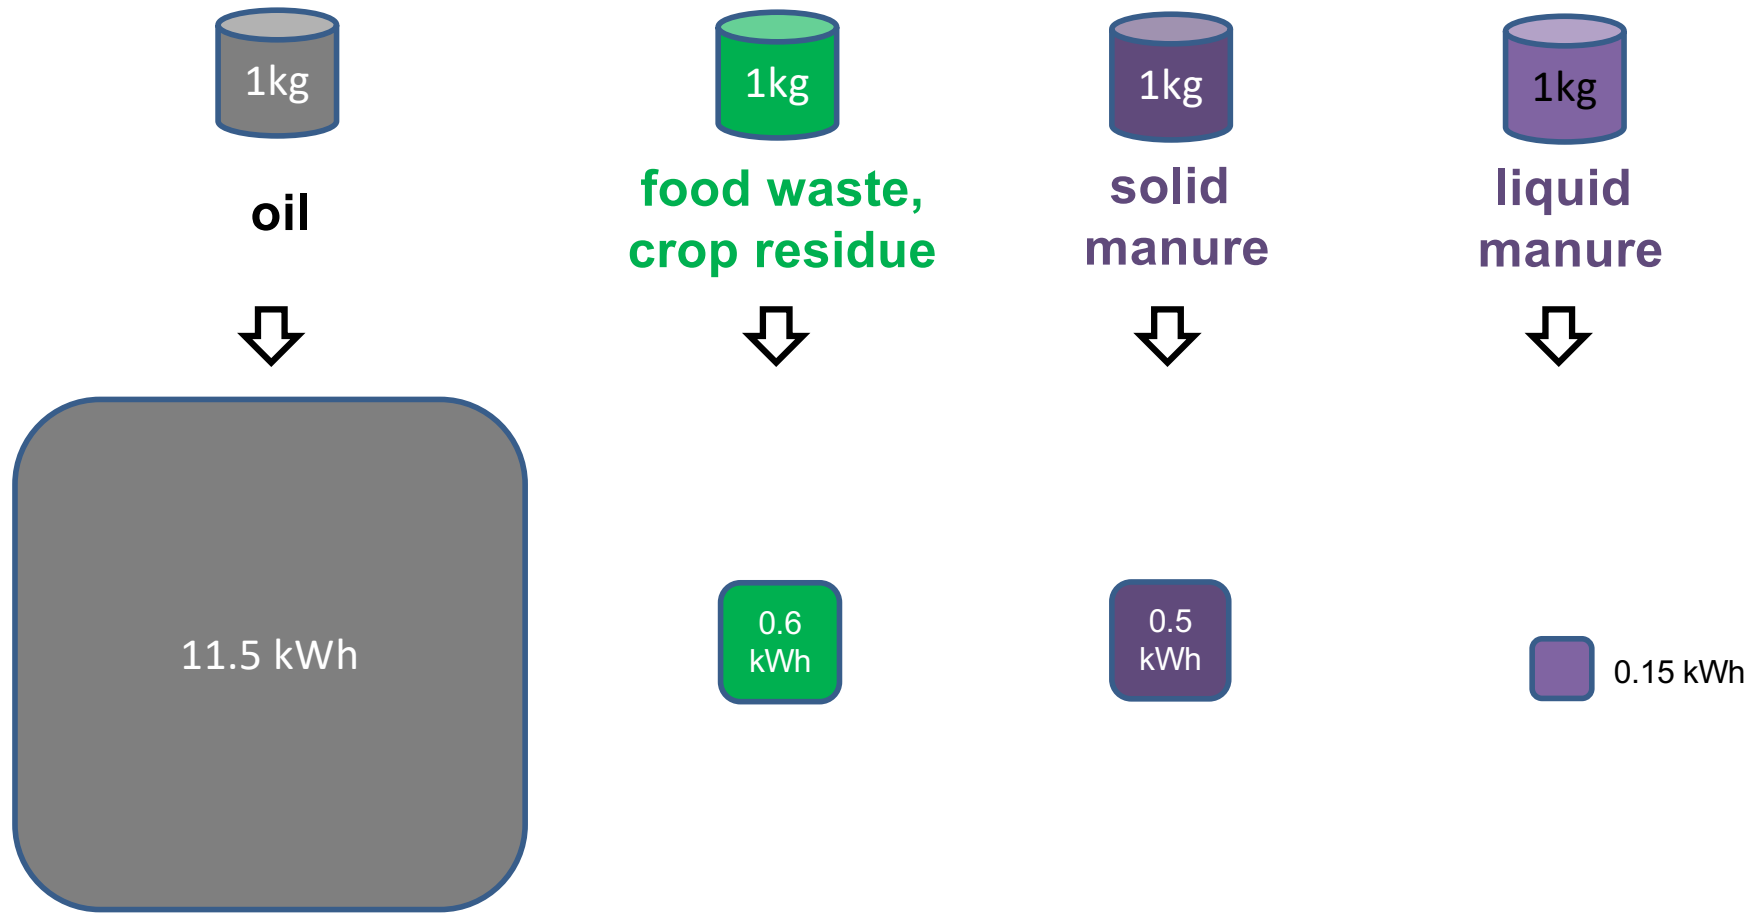 1kg
1kg
1kg
1kg
oil
food waste,
crop residue
solid
manure
liquid
manure
11.5 kWh
0.6
kWh
0.5
kWh
0.15 kWh